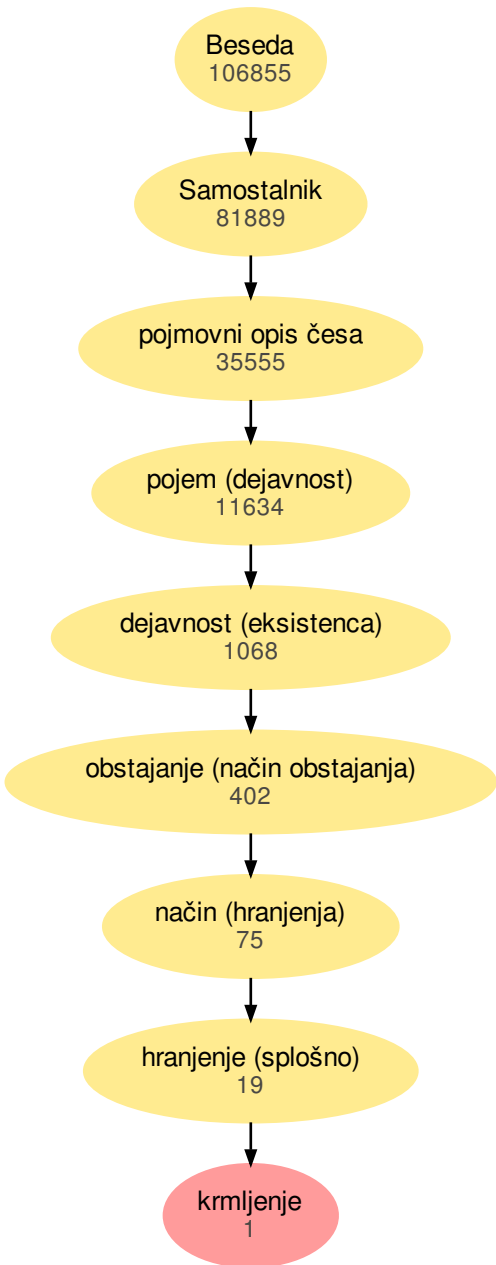 Beseda
106855
Samostalnik
81889
pojmovni opis česa
35555
pojem (dejavnost)
11634
dejavnost (eksistenca)
1068
obstajanje (način obstajanja)
402
način (hranjenja)
75
hranjenje (splošno)
19
krmljenje
1